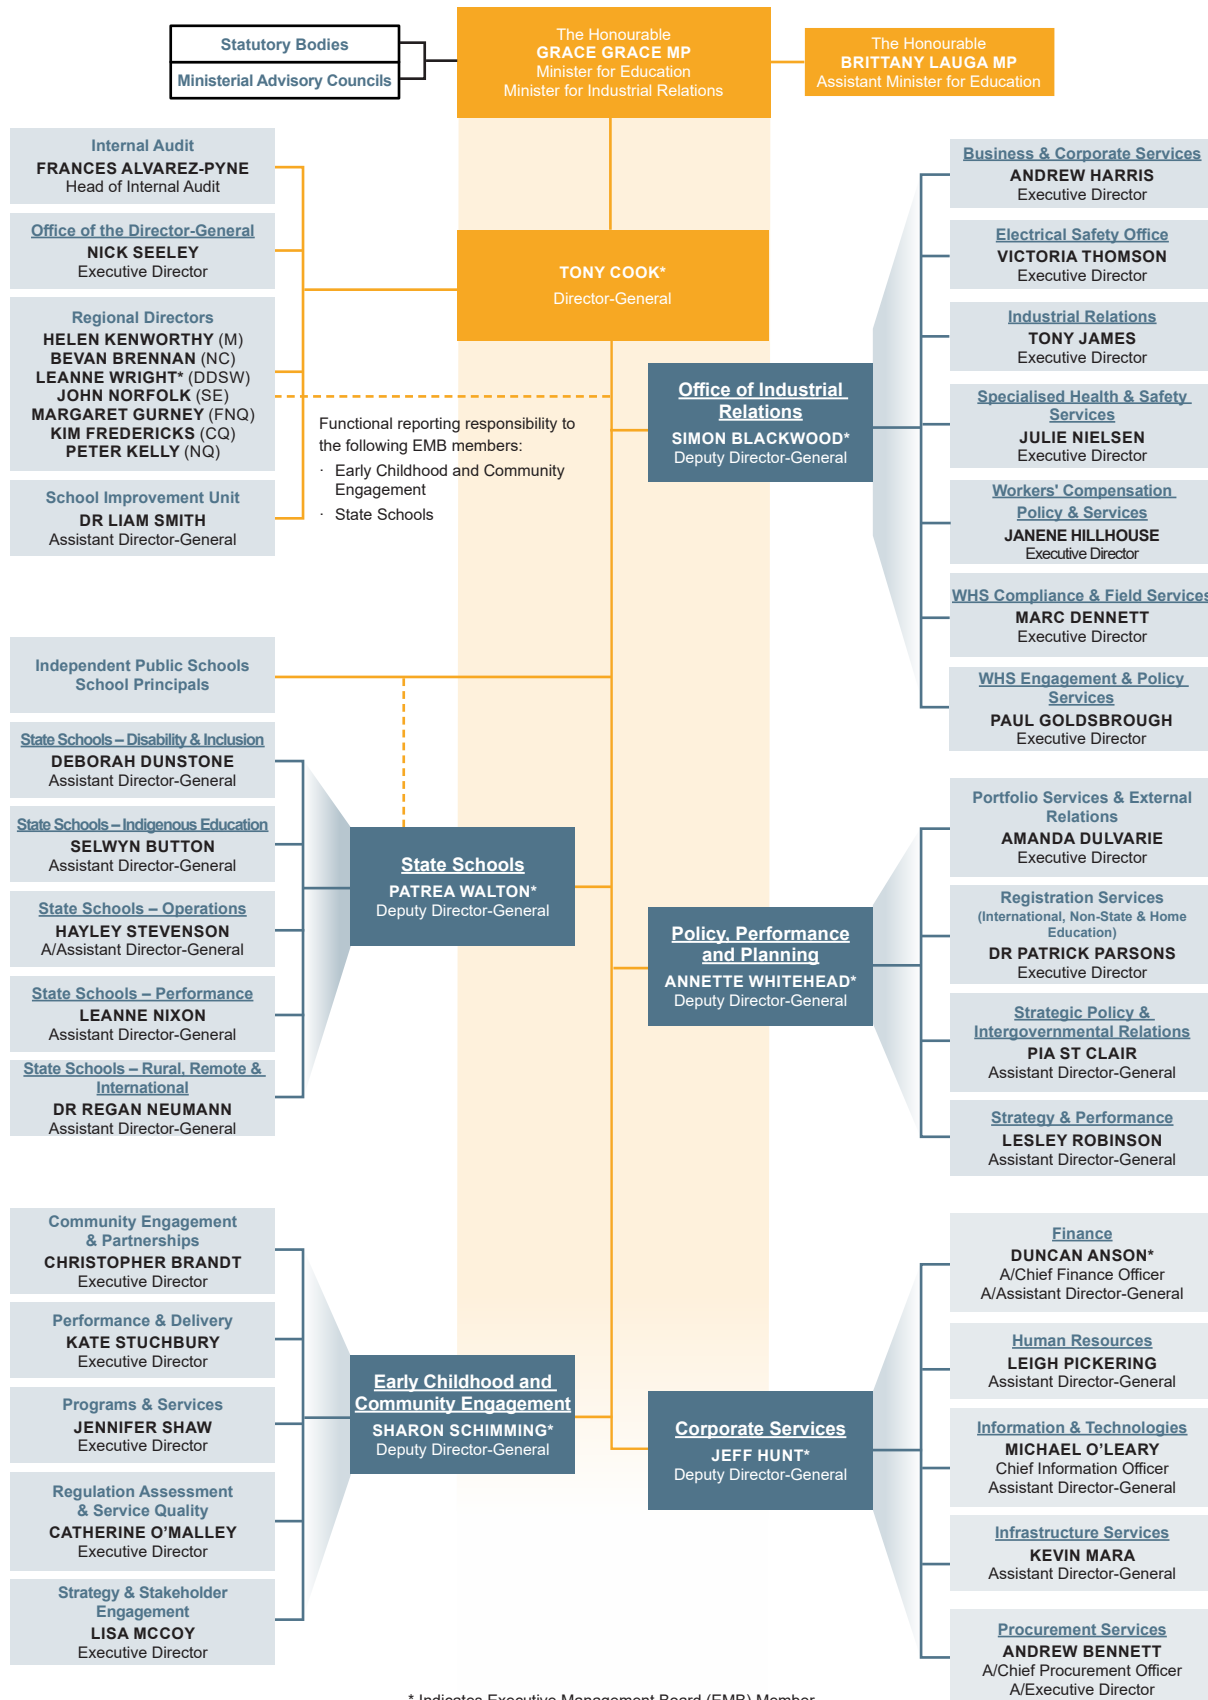 Statutory Bodies
Ministerial Advisory Councils
The Honourable
GRACE GRACE MP
Minister for Education
Minister for Industrial Relations
The Honourable
BRITTANY LAUGA MP
Assistant Minister for Education
Internal Audit
FRANCES ALVAREZ-PYNE
Head of Internal Audit
Office of the Director-General
NICK SEELEY
Executive Director
Regional Directors
HELEN KENWORTHY (M)
BEVAN BRENNAN (NC)
LEANNE WRIGHT* (DDSW)
JOHN NORFOLK (SE)
MARGARET GURNEY (FNQ)
KIM FREDERICKS (CQ)
PETER KELLY (NQ)
School Improvement Unit
DR LIAM SMITH
Assistant Director-General
TONY COOK*
Director-General
Functional reporting responsibility to
the following EMB members:
· Early Childhood and Community
Engagement
· State Schools
Office of Industrial
Relations
SIMON BLACKWOOD*
Deputy Director-General
Business & Corporate Services
ANDREW HARRIS
Executive Director
Electrical Safety Office
VICTORIA THOMSON
Executive Director
Industrial Relations
TONY JAMES
Executive Director
Specialised Health & Safety
Services
JULIE NIELSEN
Executive Director
Workers' Compensation
Policy & Services
JANENE HILLHOUSE
Executive Director
WHS Compliance & Field Services
MARC DENNETT
Executive Director
WHS Engagement & Policy
Services
PAUL GOLDSBROUGH
Executive Director
Independent Public Schools
School Principals
State Schools – Disability & Inclusion
DEBORAH DUNSTONE
Assistant Director-General
State Schools – Indigenous Education
SELWYN BUTTON
Assistant Director-General
State Schools – Operations
HAYLEY STEVENSON
A/Assistant Director-General
State Schools – Performance
LEANNE NIXON
Assistant Director-General
State Schools – Rural, Remote &
International
DR REGAN NEUMANN
Assistant Director-General
State Schools
PATREA WALTON*
Deputy Director-General
Policy, Performance
and Planning
ANNETTE WHITEHEAD*
Deputy Director-General
Portfolio Services & External
Relations
AMANDA DULVARIE
Executive Director
Registration Services
(International, Non-State & Home
Education)
DR PATRICK PARSONS
Executive Director
Strategic Policy &
Intergovernmental Relations
PIA ST CLAIR
Assistant Director-General
Strategy & Performance
LESLEY ROBINSON
Assistant Director-General
Community Engagement
& Partnerships
CHRISTOPHER BRANDT
Executive Director
Performance & Delivery
KATE STUCHBURY
Executive Director
Programs & Services
JENNIFER SHAW
Executive Director
Regulation Assessment
& Service Quality
CATHERINE O’MALLEY
Executive Director
Strategy & Stakeholder
Engagement
LISA MCCOY
Executive Director
Early Childhood and
Community Engagement
SHARON SCHIMMING*
Deputy Director-General
Corporate Services
JEFF HUNT*
Deputy Director-General
Finance
DUNCAN ANSON*
A/Chief Finance Officer
A/Assistant Director-General
Human Resources
LEIGH PICKERING
Assistant Director-General
Information & Technologies
MICHAEL O’LEARY
Chief Information Officer
Assistant Director-General
Infrastructure Services
KEVIN MARA
Assistant Director-General
Procurement Services
ANDREW BENNETT
A/Chief Procurement Officer
A/Executive Director
* Indicates Executive Management Board (EMB) Member